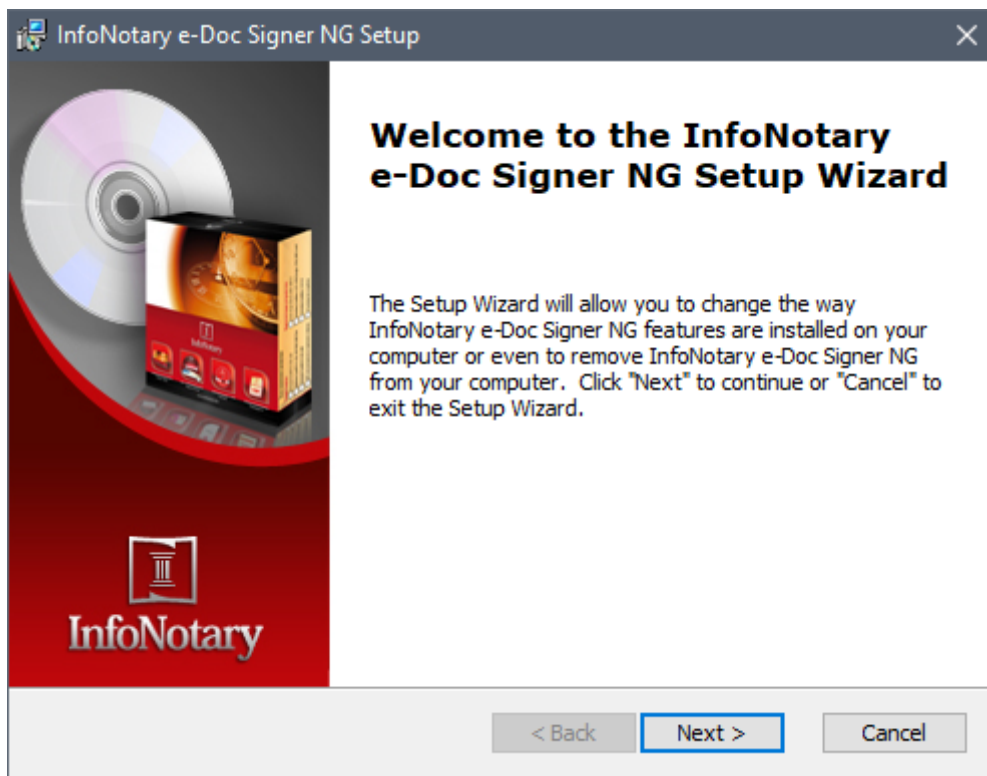 InfoNotary e-Doc Signer NG Setup
Welcome to the InfoNotary
e-Doc Signer NG Setup Wizard
The Setup Wizard will allow you to change the way
InfoNotary e-Doc Signer NG features are installed on your
computer or even to remove InfoNotary e-Doc Signer NG
from your computer.  Click "Next" to continue or "Cancel" to
exit the Setup Wizard.
InfoNotary
< Back
Next >
Cancel